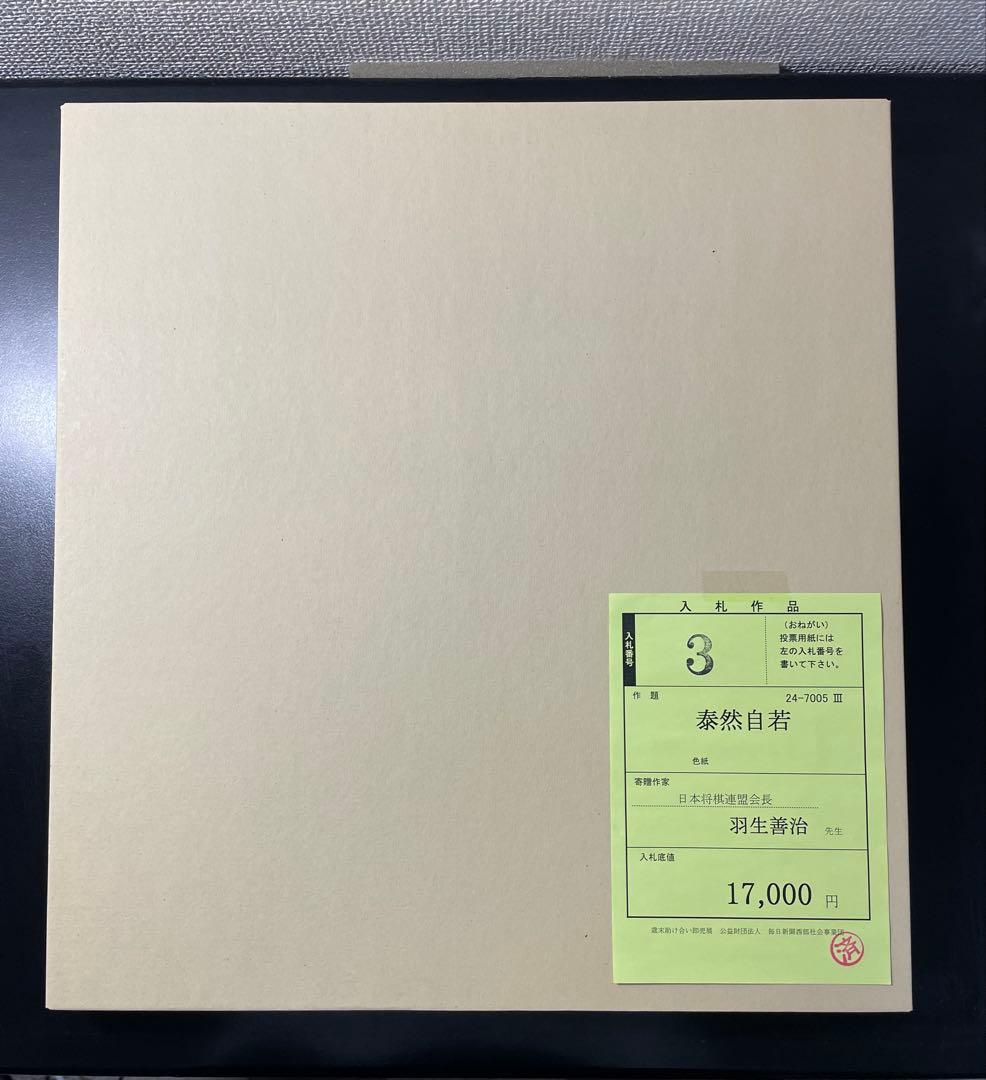 入札作品
入札番号
3
(おねがい)
投票用紙には
左の入札番号を
書いて下さい。
作題
24-7005 Ⅲ
泰然自若
色紙
寄贈作家
日本将棋連盟会長
羽生善治 先生
入札底値
17,000 円
歳末助け合い即売展 公益財団法人 毎日新聞西部社会事業団
済